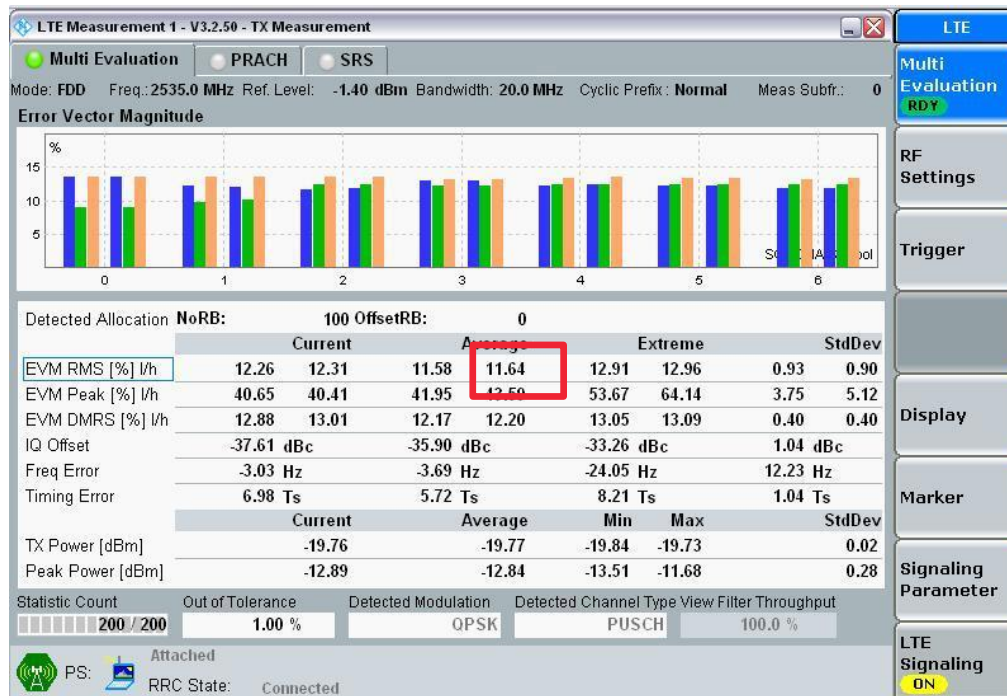 LTE Measurement 1 - V3.2.50 - TX Measurement
LTE
Multi Evaluation PRACH SRS
Multi
Evaluation
RDY
Mode: FDD Freq.: 2535.0 MHz Ref. Level: -1.40 dBm Bandwidth: 20.0 MHz Cyclic Prefix : Normal Meas Subfr.: 0
Error Vector Magnitude
%
15
10
5
0 1 2 3 4 5 6
RF
Settings
Trigger
Detected Allocation NoRB: 100 OffsetRB: 0
Current Average Extreme StdDev
EVM RMS [%] l/h 12.26 12.31 11.58 11.64 12.91 12.96 0.93 0.90
EVM Peak [%] l/h 40.65 40.41 41.95 53.67 64.14 3.75 5.12
EVM DMRS [%] l/h 12.88 13.01 12.17 12.20 13.05 13.09 0.40 0.40
IQ Offset -37.61 dBc -35.90 dBc -33.26 dBc 1.04 dBc
Freq Error -3.03 Hz -3.69 Hz -24.05 Hz 12.23 Hz
Timing Error 6.98 Ts 5.72 Ts 8.21 Ts 1.04 Ts
Current Average Min Max StdDev
TX Power [dBm] -19.76 -19.77 -19.84 -19.73 0.02
Peak Power [dBm] -12.89 -12.84 -13.51 -11.68 0.28
Display
Marker
Signaling
Parameter
Statistic Count Out of Tolerance Detected Modulation Detected Channel Type View Filter Throughput
200 / 200 1.00 % QPSK PUSCH 100.0 %
PS: Attached
RRC State: Connected
LTE
Signaling
ON